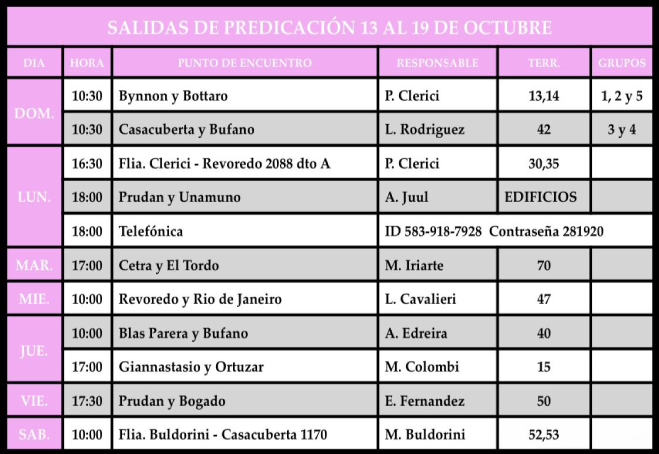 SALIDAS DE PREDICACIÓN 13 AL 19 DE OCTUBRE
DIA HORA PUNTO DE ENCUENTRO RESPONSABLE TERR. GRUPOS
DOM. 10:30 Bynnon y Bottaro P. Clerici 13,14 1, 2 y 5
10:30 Casacuberta y Bufano L. Rodriguez 42 3 y 4
LUN. 16:30 Flia. Clerici - Revoredo 2088 dto A P. Clerici 30,35
18:00 Prudan y Unamuno A. Juul EDIFICIOS
18:00 Telefónica ID 583-918-7928 Contraseña 281920
MAR. 17:00 Cetra y El Tordo M. Iriarte 70
MIE. 10:00 Revoredo y Rio de Janeiro L. Cavalieri 47
JUE. 10:00 Blas Parera y Bufano A. Edreira 40
17:00 Giannastasio y Ortuzar M. Colombi 15
VIE. 17:30 Prudan y Bogado E. Fernandez 50
SAB. 10:00 Flia. Buldorini - Casacuberta 1170 M. Buldorini 52,53